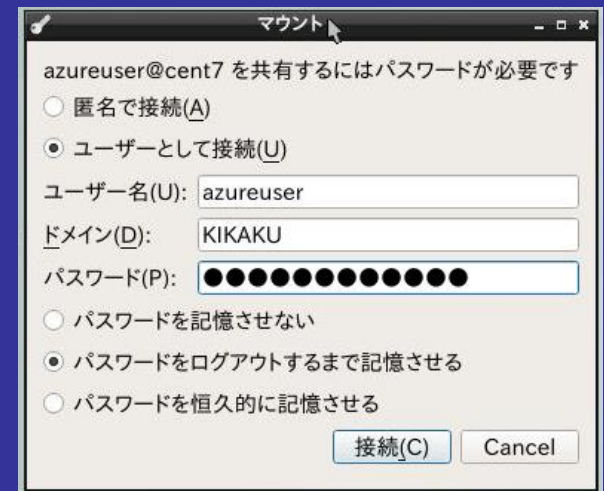 マウント
azureuser@cent7 を共有するにはパスワードが必要です
匿名で接続(A)
ユーザーとして接続(U)
ユーザー名(U): azureuser
ドメイン(D): KIKAKU
パスワード(P): ●●●●●●●●●●●●
パスワードを記憶させない
パスワードをログアウトするまで記憶させる
パスワードを恒久的に記憶させる
接続(C) Cancel